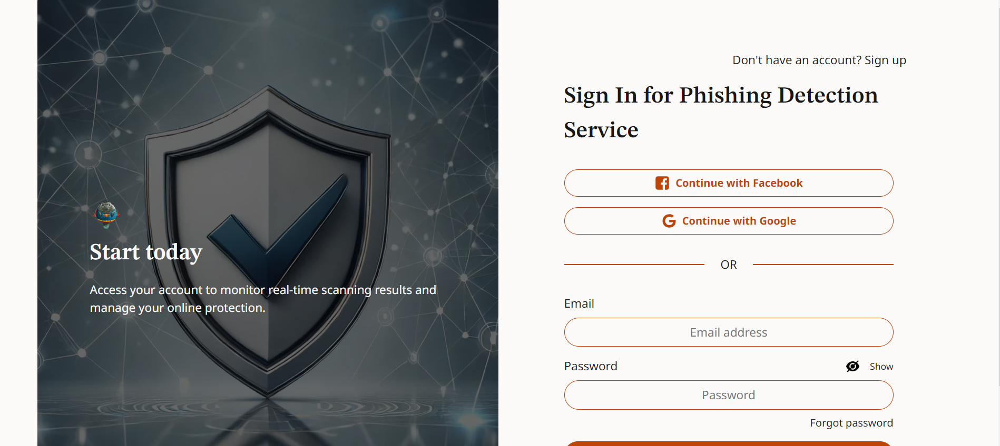 Start today
Access your account to monitor real-time scanning results and
manage your online protection.
Don't have an account? Sign up
Sign In for Phishing Detection
Service
Continue with Facebook
Continue with Google
OR
Email
Email address
Password
Show
Password
Forgot password